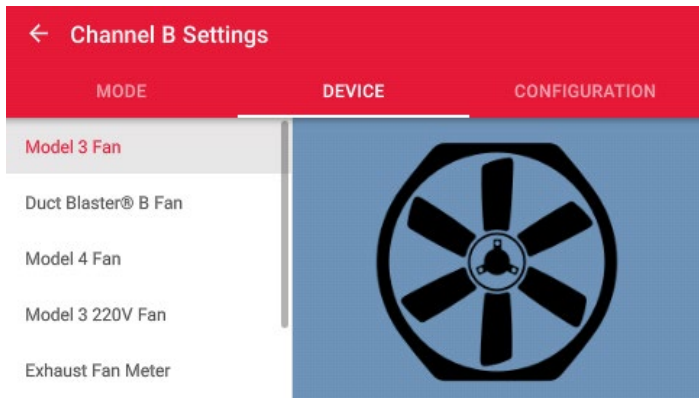 Channel B Settings
MODE DEVICE CONFIGURATION
Model 3 Fan
Duct Blaster® B Fan
Model 4 Fan
Model 3 220V Fan
Exhaust Fan Meter